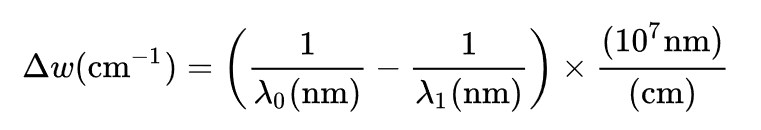 Δw(cm⁻¹) = (1/λ₀(nm) − 1/λ₁(nm)) × (10⁷nm)/(cm)